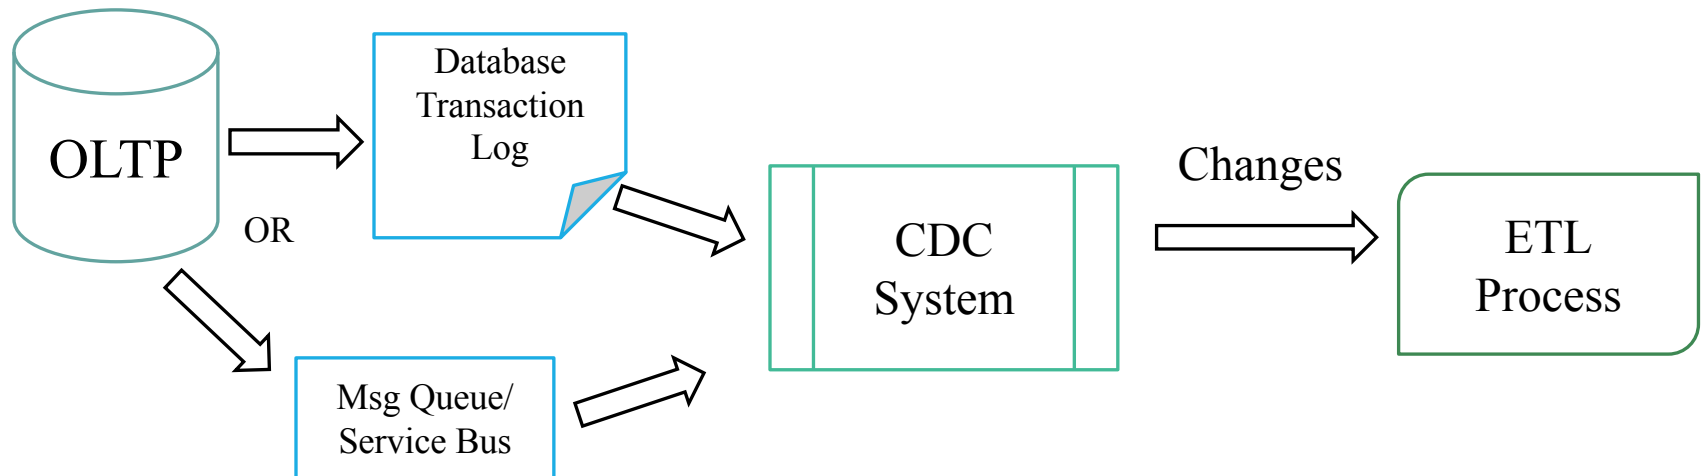 OLTP
OR
Database
Transaction
Log
Msg Queue/
Service Bus
CDC
System
Changes
ETL
Process